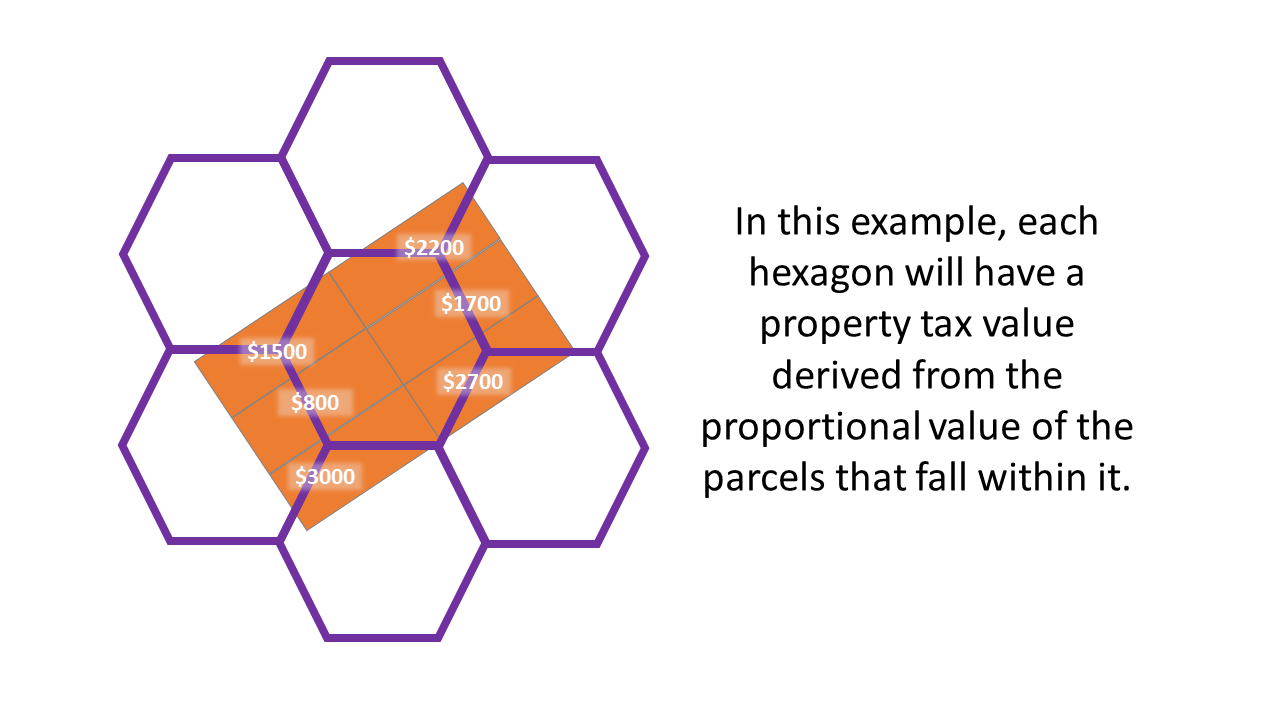 $2200
$1700
$1500
$2700
$800
$3000
In this example, each
hexagon will have a
property tax value
derived from the
proportional value of the
parcels that fall within it.